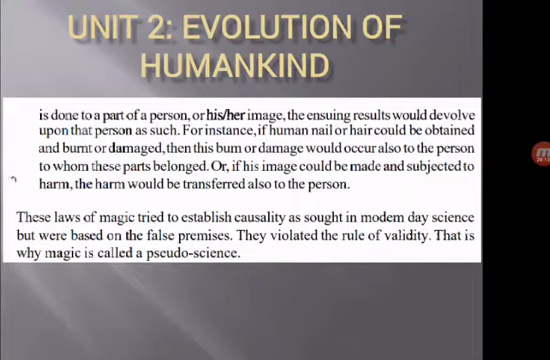 UNIT 2: EVOLUTION OF
HUMANKIND
is done to a part of a person, or his/her image, the ensuing results would devolve
upon that person as such. For instance, if human nail or hair could be obtained
and burnt or damaged, then this bum or damage would occur also to the person
to whom these parts belonged. Or, if his image could be made and subjected to
harm, the harm would be transferred also to the person.
These laws of magic tried to establish causality as sought in modem day science
but were based on the false premises. They violated the rule of validity. That is
why magic is called a pseudo-science.